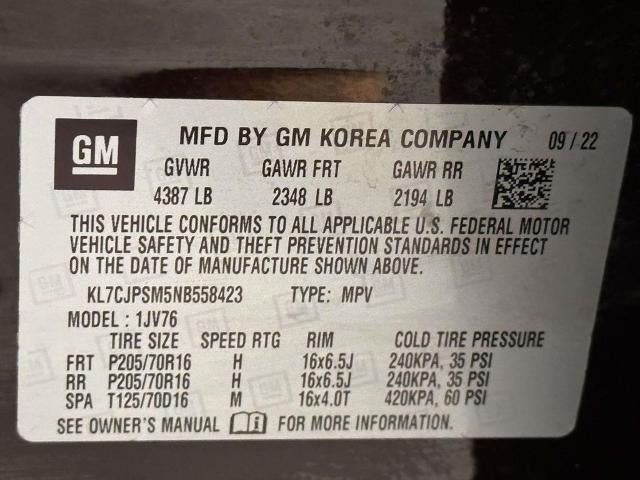 GM MFD BY GM KOREA COMPANY 09 / 22
GVWR GAWR FRT GAWR RR
4387 LB 2348 LB 2194 LB
THIS VEHICLE CONFORMS TO ALL APPLICABLE U.S. FEDERAL MOTOR
VEHICLE SAFETY AND THEFT PREVENTION STANDARDS IN EFFECT
ON THE DATE OF MANUFACTURE SHOWN ABOVE.
KL7CJPSM5NB558423 TYPE: MPV
MODEL : 1JV76
TIRE SIZE SPEED RTG RIM COLD TIRE PRESSURE
FRT P205/70R16 H 16x6.5J 240KPA, 35 PSI
RR P205/70R16 H 16x6.5J 240KPA, 35 PSI
SPA T125/70D16 M 16x4.0T 420KPA, 60 PSI
SEE OWNER'S MANUAL FOR MORE INFORMATION.